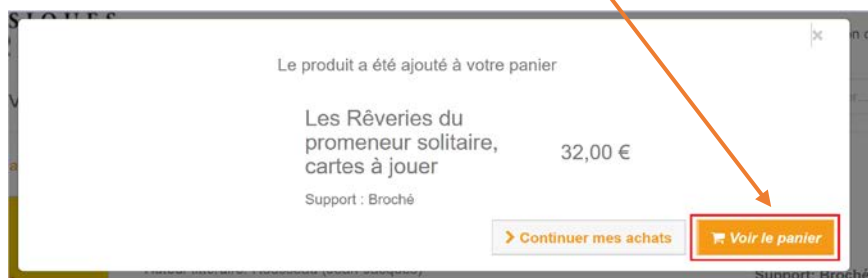 ×
Le produit a été ajouté à votre panier
Les Rêveries du
promeneur solitaire,
cartes à jouer
32,00 €
Support : Broché
Continuer mes achats
Voir le panier